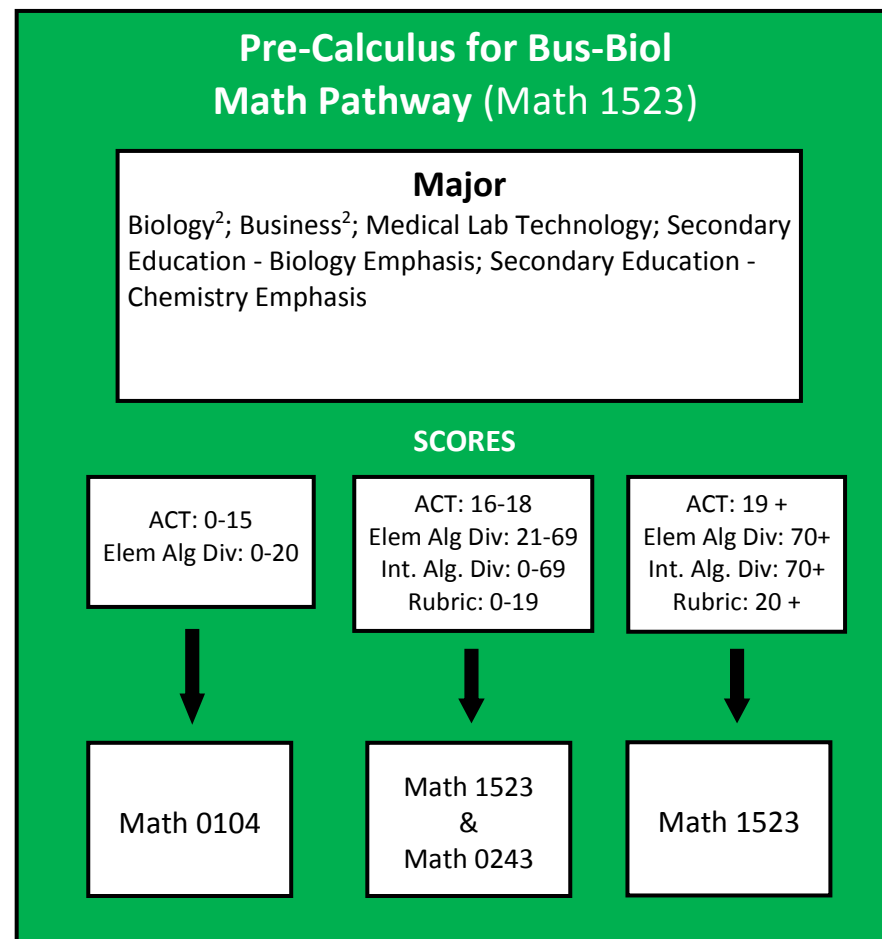 Pre-Calculus for Bus-Biol
Math Pathway (Math 1523)
Major
Biology²; Business²; Medical Lab Technology; Secondary
Education - Biology Emphasis; Secondary Education -
Chemistry Emphasis
SCORES
ACT: 0-15
Elem Alg Div: 0-20
ACT: 16-18
Elem Alg Div: 21-69
Int. Alg. Div: 0-69
Rubric: 0-19
ACT: 19 +
Elem Alg Div: 70+
Int. Alg. Div: 70+
Rubric: 20 +
Math 0104
Math 1523
&
Math 0243
Math 1523